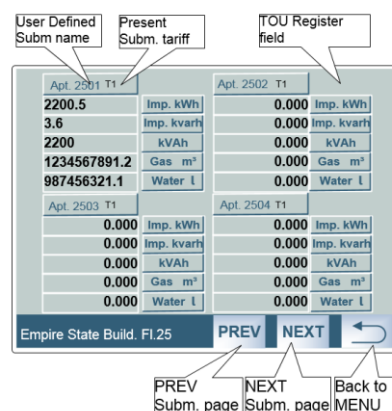 User Defined
Subm name
Present
Subm. tariff
TOU Register
field
Apt. 2501 T1
2200.5 Imp. kWh
3.6 Imp. kvarh
2200 kVAh
1234567891.2 Gas m³
987456321.1 Water l
Apt. 2502 T1
0.000 Imp. kWh
0.000 Imp. kvarh
0.000 kVAh
0.000 Gas m³
0.000 Water l
Apt. 2503 T1
0.000 Imp. kWh
0.000 Imp. kvarh
0.000 kVAh
0.000 Gas m³
0.000 Water l
Apt. 2504 T1
0.000 Imp. kWh
0.000 Imp. kvarh
0.000 kVAh
0.000 Gas m³
0.000 Water l
Empire State Build. Fl.25 PREV NEXT
PREV
Subm. page
NEXT
Subm. page
Back to
MENU